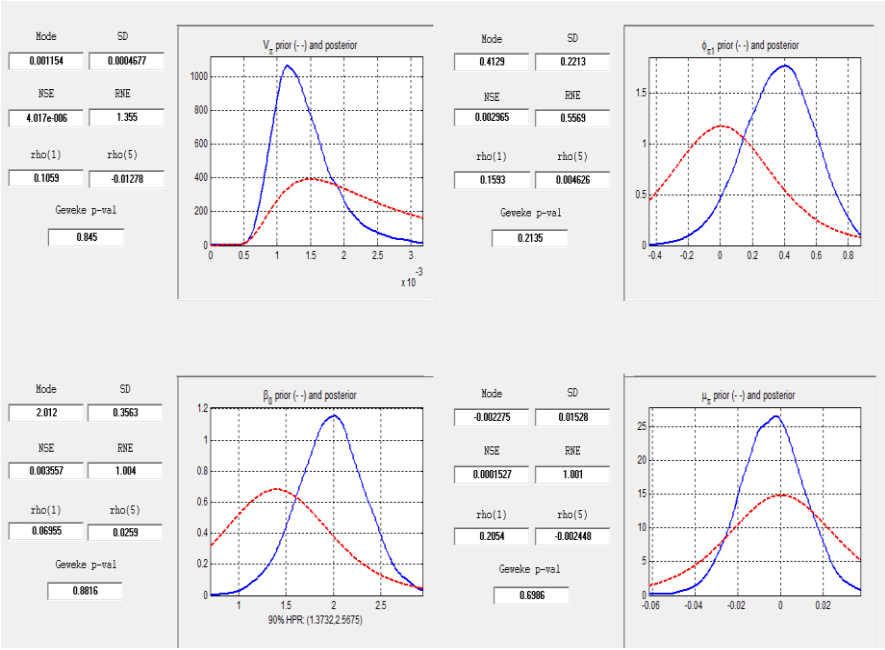 Mode SD
0.001154 0.0004677
NSE RNE
4.017e-006 1.355
rho(1) rho(5)
0.1059 -0.01278
Geweke p-val
0.845
V_π prior (- -) and posterior
1000
800
600
400
200
0
0 0.5 1 1.5 2 2.5 3
x 10^-3
Mode SD
0.4129 0.2213
NSE RNE
0.002965 0.5569
rho(1) rho(5)
0.1593 0.004626
Geweke p-val
0.2135
ϕ_π1 prior (- -) and posterior
1.5
1
0.5
0
-0.4 -0.2 0 0.2 0.4 0.6 0.8
Mode SD
2.012 0.3563
NSE RNE
0.003557 1.004
rho(1) rho(5)
0.06955 0.0259
Geweke p-val
0.8816
β_0 prior (- -) and posterior
1.2
1
0.8
0.6
0.4
0.2
0
1 1.5 2 2.5
90% HPR: (1.3732,2.5675)
Mode SD
-0.002275 0.01528
NSE RNE
0.0001527 1.001
rho(1) rho(5)
0.2054 -0.002448
Geweke p-val
0.6986
μ_π prior (- -) and posterior
25
20
15
10
5
0
-0.06 -0.04 -0.02 0 0.02